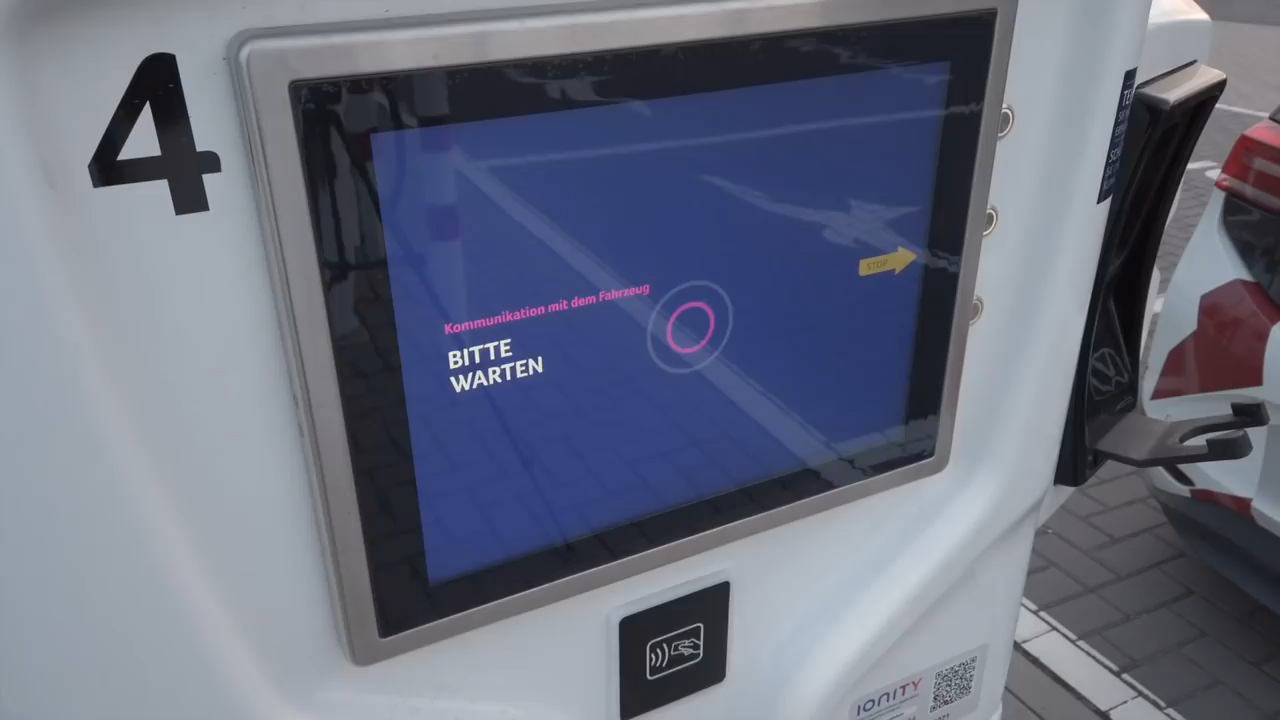 4
Kommunikation mit dem Fahrzeug
BITTE
WARTEN
STOP
IONITY